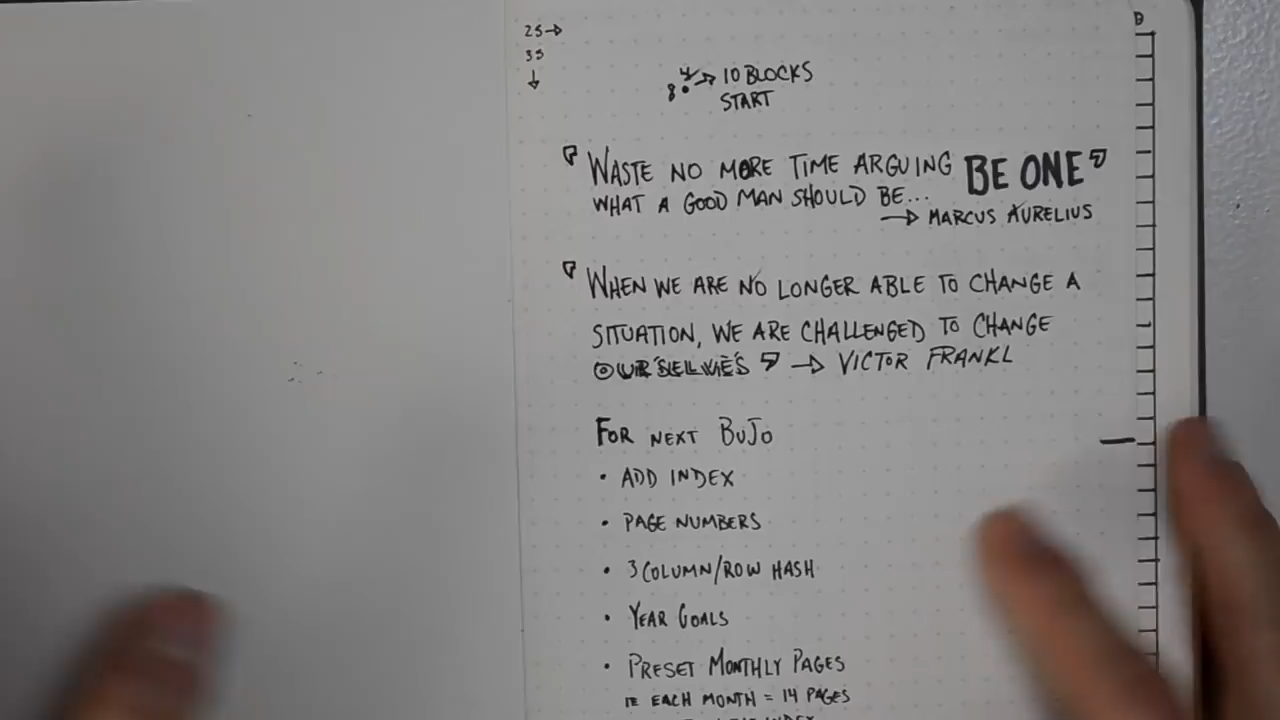 25→
35
↓
8 4 → 10 BLOCKS
START
"WASTE NO MORE TIME ARGUING BE ONE"
WHAT A GOOD MAN SHOULD BE...
→ MARCUS AURELIUS
"WHEN WE ARE NO LONGER ABLE TO CHANGE A
SITUATION, WE ARE CHALLENGED TO CHANGE
OURSELVES" → VICTOR FRANKL
FOR NEXT BUJO
• ADD INDEX
• PAGE NUMBERS
• 3 COLUMN/ROW HASH
• YEAR GOALS
• PRESET MONTHLY PAGES
IE EACH MONTH = 14 PAGES
INDEX